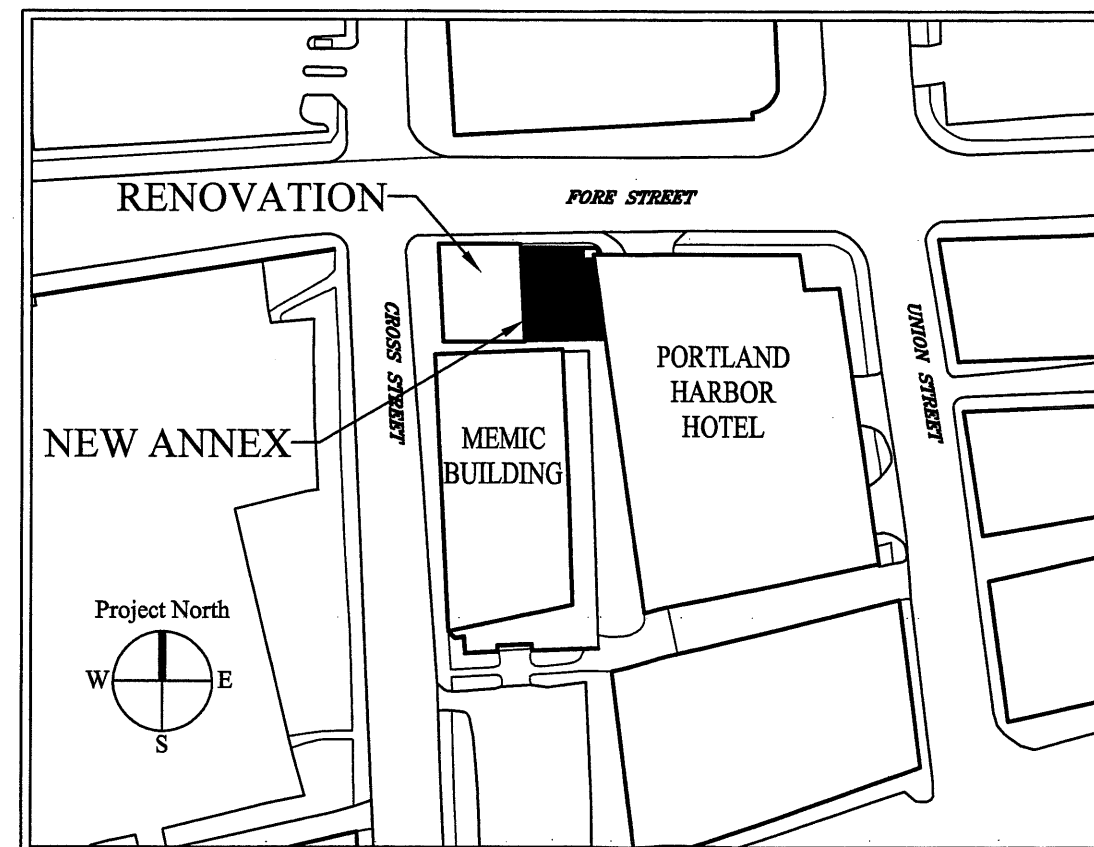 RENOVATION
FORE STREET
CROSS STREET
UNION STREET
PORTLAND
HARBOR
HOTEL
NEW ANNEX
MEMIC
BUILDING
Project North
W
E
S